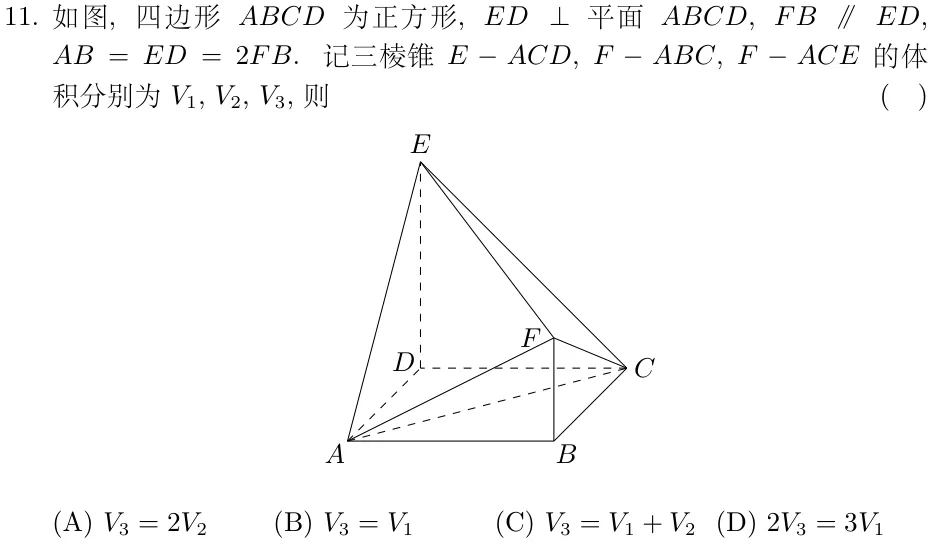 11. 如图, 四边形 ABCD 为正方形, ED ⊥ 平面 ABCD, FB ∥ ED,
AB = ED = 2FB. 记三棱锥 E − ACD, F − ABC, F − ACE 的体
积分别为 V₁, V₂, V₃, 则 ( )
E
F
D
C
A
B
(A) V₃ = 2V₂ (B) V₃ = V₁ (C) V₃ = V₁ + V₂ (D) 2V₃ = 3V₁